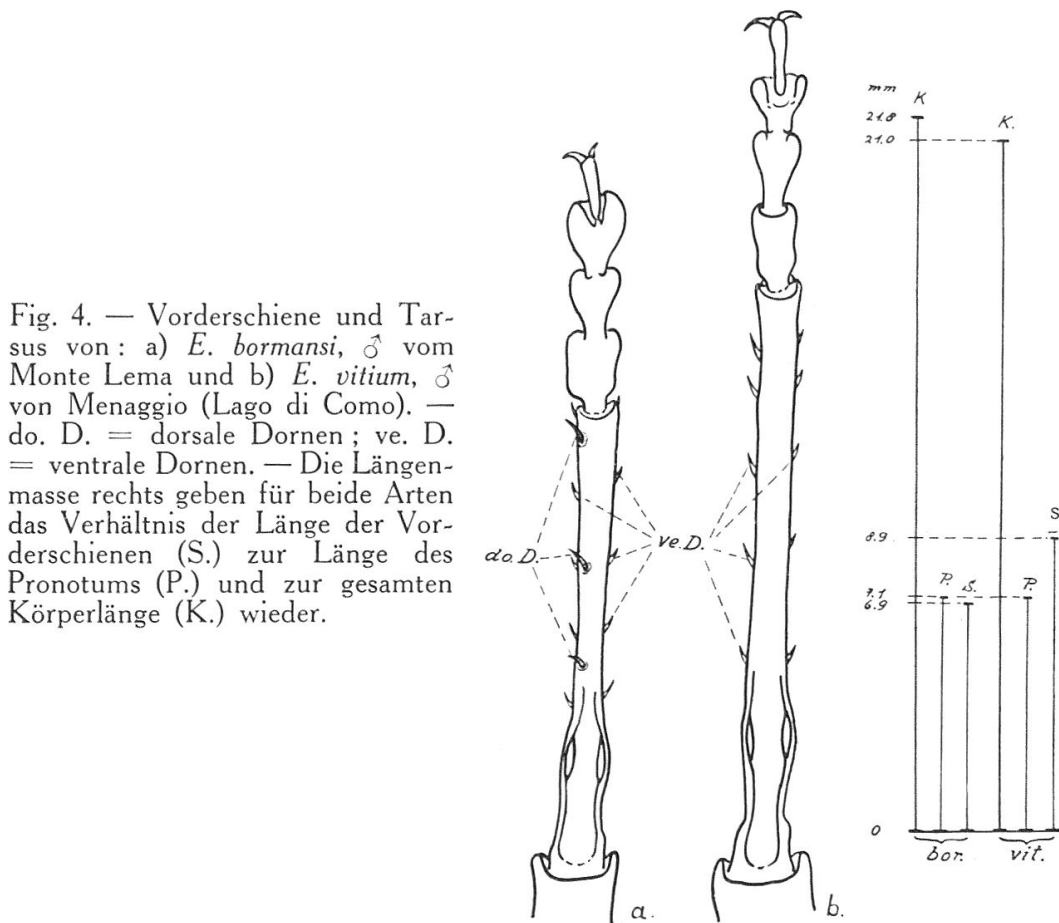 Fig. 4. — Vorderschiene und Tar-
sus von : a) E. bormansi, ♂ vom
Monte Lema und b) E. vitium, ♂
von Menaggio (Lago di Como). —
do. D. = dorsale Dornen ; ve. D.
= ventrale Dornen. — Die Längen-
masse rechts geben für beide Arten
das Verhältnis der Länge der Vor-
derschienen (S.) zur Länge des
Pronotums (P.) und zur gesamten
Körperlänge (K.) wieder.
do. D.
ve. D.
a.
b.
mm
K
K.
21.8
21.0
S
8.9
7.1
P. S.
P.
6.9
0
bor.
vit.